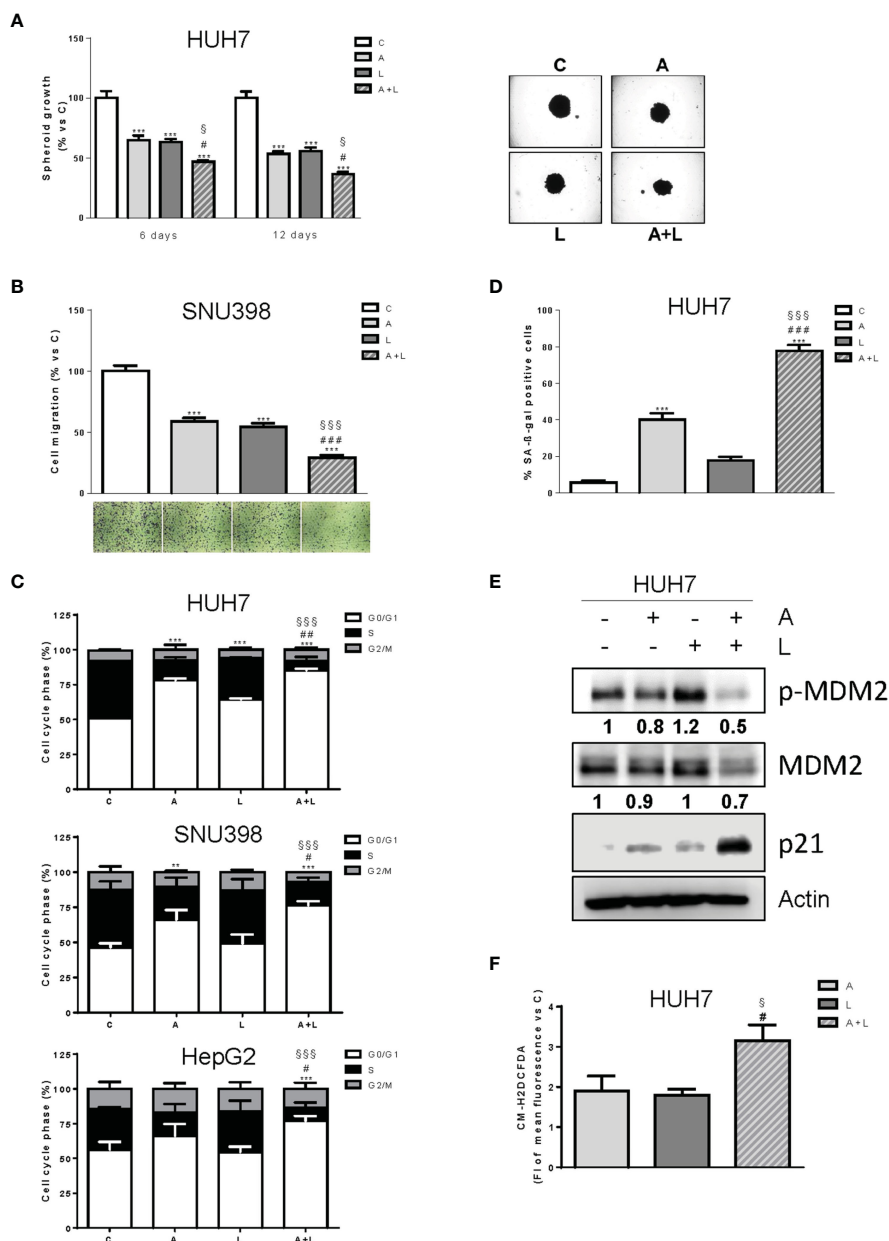 A
HUH7
150
100
50
0
Spheroid growth
(% vs C)
C
A
L
A+L
***
***
§
#
***
***
***
§
#
***
6 days
12 days
C
A
L
A+L
B
SNU398
150
100
50
0
Cell migration (% vs C)
C
A
L
A+L
***
***
§§§
###
***
C
HUH7
125
100
75
50
25
0
Cell cycle phase (%)
G0/G1
S
G2/M
***
***
§§§
##
***
C A L A+L
SNU398
125
100
75
50
25
0
Cell cycle phase (%)
G0/G1
S
G2/M
**
§§§
#
***
C A L A+L
HepG2
125
100
75
50
25
0
Cell cycle phase (%)
G0/G1
S
G2/M
§§§
#
***
C A L A+L
D
HUH7
100
80
60
40
20
0
% SA-ß-gal positive cells
C
A
L
A+L
***
§§§
###
***
E
HUH7
- + - + A
- - + + L
p-MDM2
1 0.8 1.2 0.5
MDM2
1 0.9 1 0.7
p21
Actin
F
HUH7
4
3
2
1
0
CM-H2DCFDA
(FI of mean fluorescence vs C)
A
L
A+L
§
#